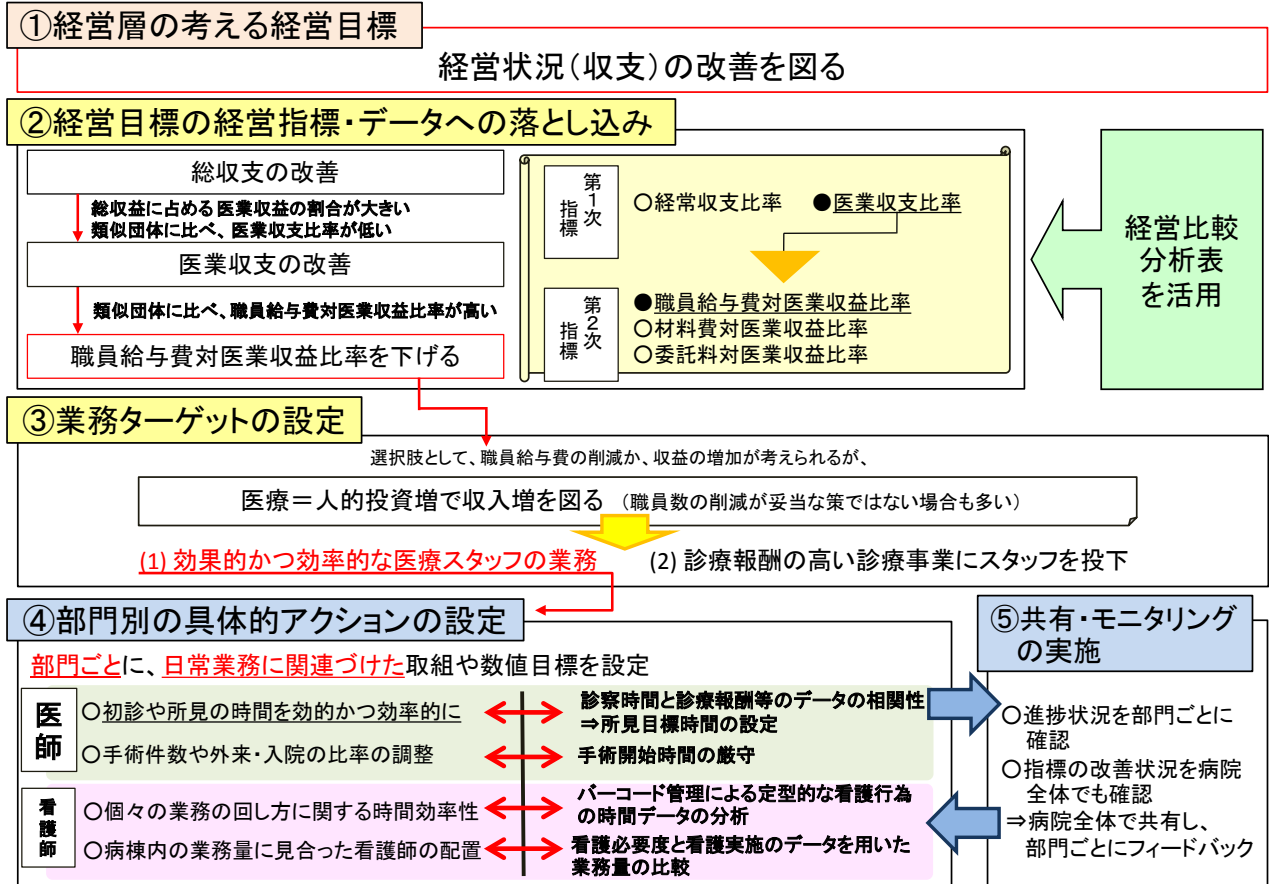 ①経営層の考える経営目標
経営状況(収支)の改善を図る
②経営目標の経営指標・データへの落とし込み
総収支の改善
総収益に占める医業収益の割合が大きい
類似団体に比べ、医業収支比率が低い
医業収支の改善
類似団体に比べ、職員給与費対医業収益比率が高い
職員給与費対医業収益比率を下げる
第1次
指標
○経常収支比率 ●医業収支比率
第2次
指標
●職員給与費対医業収益比率
○材料費対医業収益比率
○委託料対医業収益比率
経営比較
分析表
を活用
③業務ターゲットの設定
選択肢として、職員給与費の削減か、収益の増加が考えられるが、
医療=人的投資増で収入増を図る (職員数の削減が妥当な策ではない場合も多い)
(1) 効果的かつ効率的な医療スタッフの業務 (2) 診療報酬の高い診療事業にスタッフを投下
④部門別の具体的アクションの設定
部門ごとに、日常業務に関連づけた取組や数値目標を設定
医師
○初診や所見の時間を効的かつ効率的に
診察時間と診療報酬等のデータの相関性
⇒所見目標時間の設定
○手術件数や外来・入院の比率の調整
手術開始時間の厳守
看護師
○個々の業務の回し方に関する時間効率性
バーコード管理による定型的な看護行為
の時間データの分析
○病棟内の業務量に見合った看護師の配置
看護必要度と看護実施のデータを用いた
業務量の比較
⑤共有・モニタリング
の実施
○進捗状況を部門ごとに
確認
○指標の改善状況を病院
全体でも確認
⇒病院全体で共有し、
部門ごとにフィードバック